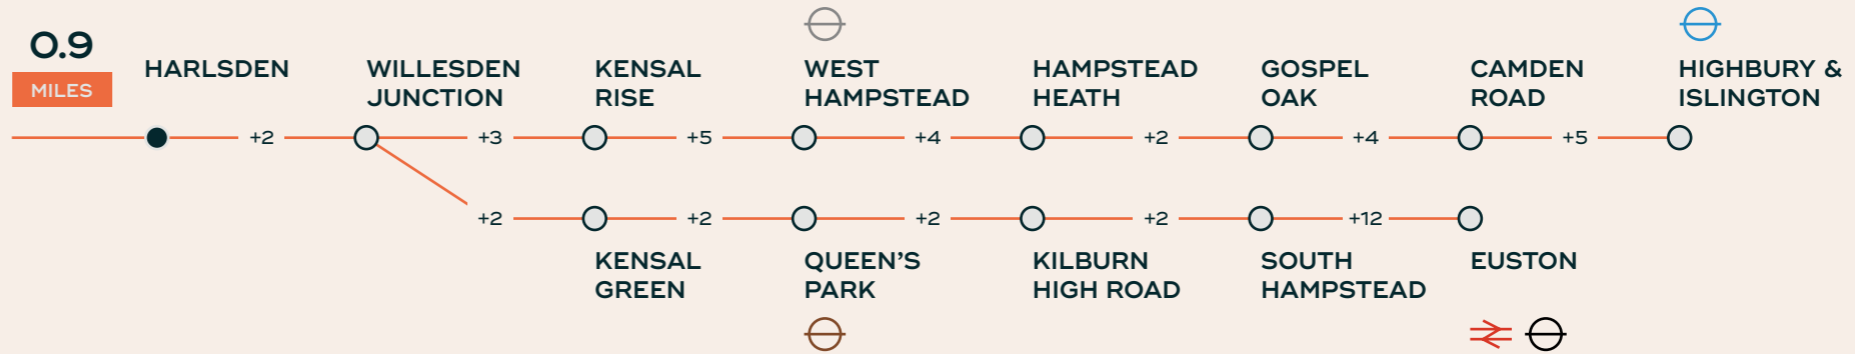 0.9
MILES
HARLSDEN
WILLESDEN
JUNCTION
KENSAL
RISE
WEST
HAMPSTEAD
HAMPSTEAD
HEATH
GOSPEL
OAK
CAMDEN
ROAD
HIGHBURY &
ISLINGTON
+2 +3 +5 +4 +2 +4 +5
+2 +2 +2 +2 +12
KENSAL
GREEN
QUEEN’S
PARK
KILBURN
HIGH ROAD
SOUTH
HAMPSTEAD
EUSTON